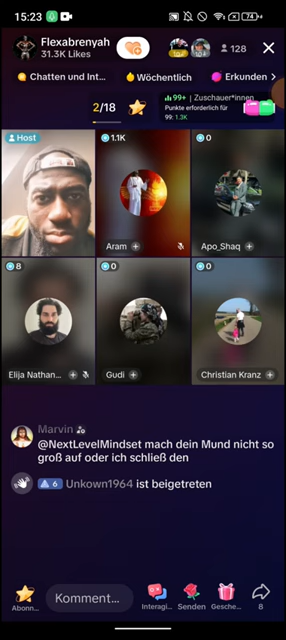 15:23
74
Flexabrenyah
31.3K Likes
128
Chatten und Int...
Wöchentlich
Erkunden
2/18
99+ | Zuschauer*innen
Punkte erforderlich für
99: 1.3K
Host
1.1K
0
Aram
Apo_Shaq
8
0
0
Elija Nathan...
Gudi
Christian Kranz
Marvin
@NextLevelMindset mach dein Mund nicht so
groß auf oder ich schließ den
6 Unkown1964 ist beigetreten
Komment...
Abonn...
Interagi...
Senden
Gesche...
8